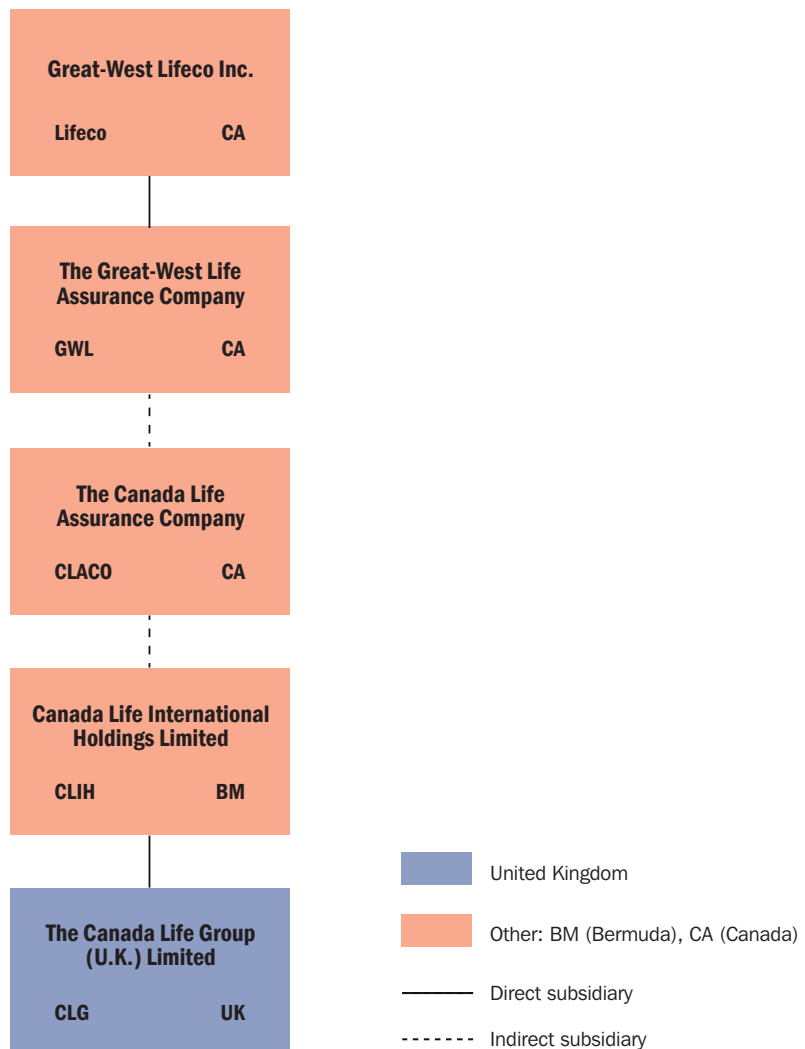 Great-West Lifeco Inc.
Lifeco CA
The Great-West Life
Assurance Company
GWL CA
The Canada Life
Assurance Company
CLACO CA
Canada Life International
Holdings Limited
CLIH BM
The Canada Life Group
(U.K.) Limited
CLG UK
United Kingdom
Other: BM (Bermuda), CA (Canada)
Direct subsidiary
Indirect subsidiary